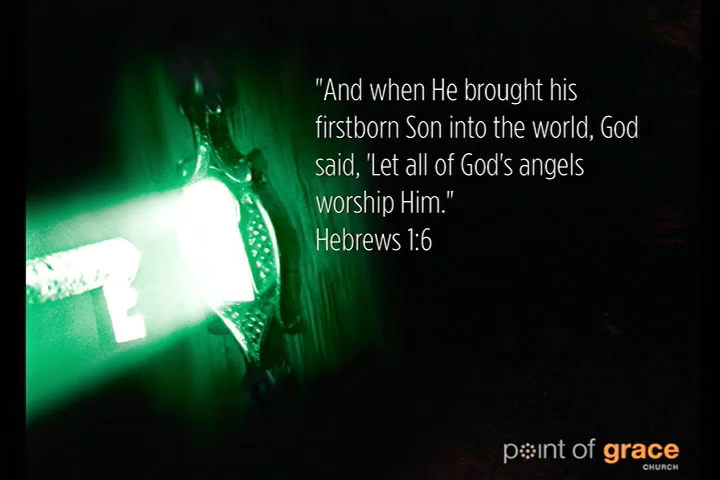 "And when He brought his
firstborn Son into the world, God
said, 'Let all of God's angels
worship Him."
Hebrews 1:6
point of grace
CHURCH